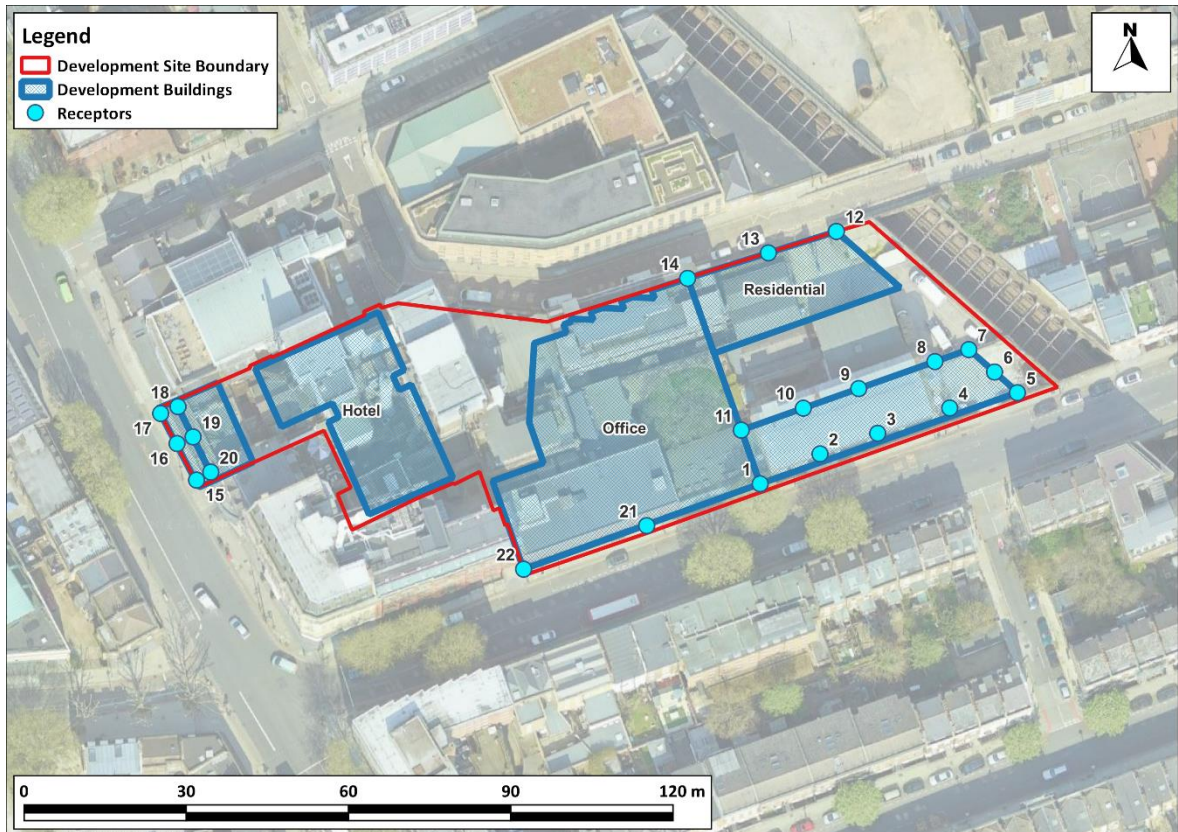 Legend
Development Site Boundary
Development Buildings
Receptors
N
12
13
14
Residential
7
8
6
18
17
Hotel
9
5
10
4
19
Office
11
3
16
2
20
15
1
21
22
0 30 60 90 120 m